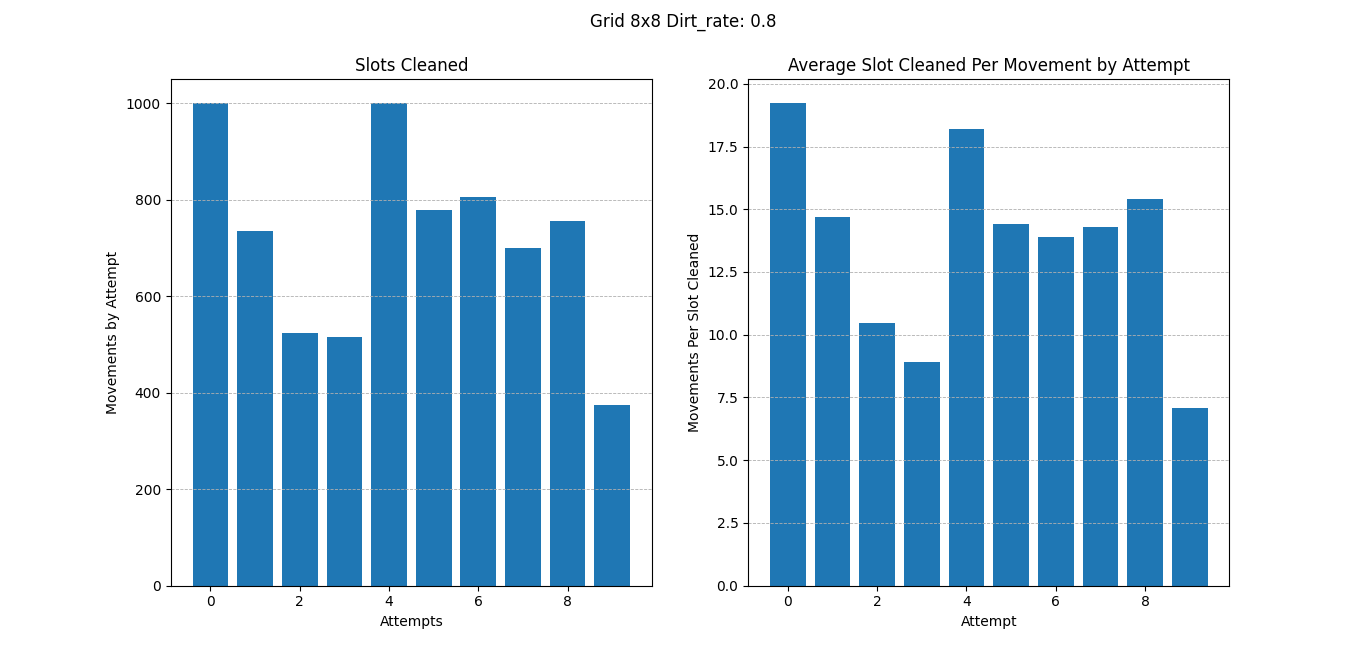 Grid 8x8 Dirt_rate: 0.8
Slots Cleaned
Movements by Attempt
1000
800
600
400
200
0
0 2 4 6 8
Attempts
Average Slot Cleaned Per Movement by Attempt
Movements Per Slot Cleaned
20.0
17.5
15.0
12.5
10.0
7.5
5.0
2.5
0.0
0 2 4 6 8
Attempt